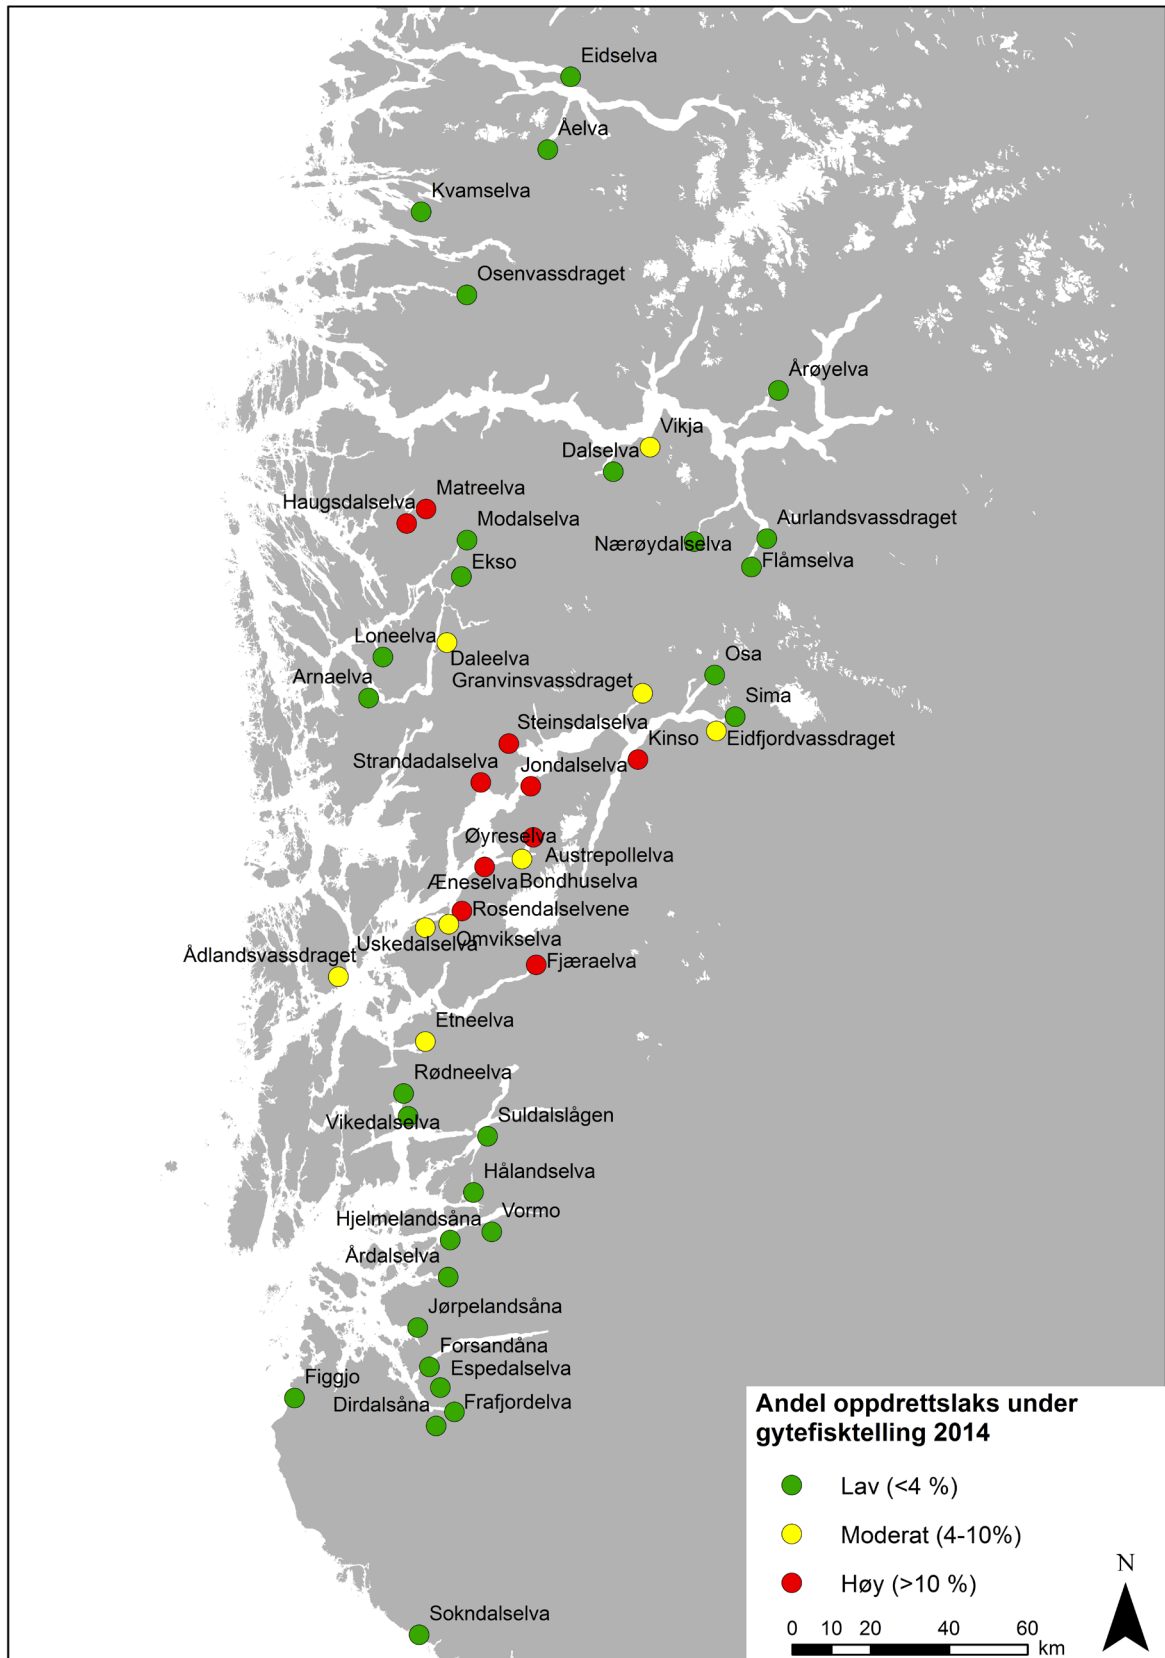 Eidselva
Åelva
Kvamselva
Osenvassdraget
Årøyelva
Vikja
Dalselva
Matreelva
Haugsdalselva
Modalselva
Aurlandsvassdraget
Nærøydalselva
Flåmselva
Ekso
Loneelva
Daleelva
Osa
Arnaelva
Granvinsvassdraget
Sima
Steinsdalselva
Kinso
Eidfjordvassdraget
Strandadalselva
Jondalselva
Øyreselva
Austrepollelva
Æneselva
Bondhuselva
Rosendalselvene
Omvikselva
Uskedalselva
Ådlandsvassdraget
Fjæraelva
Etneelva
Rødneelva
Vikedalselva
Suldalslågen
Hålandselva
Vormo
Hjelmelandsåna
Årdalselva
Jørpelandsåna
Forsandåna
Espedalselva
Figgjo
Dirdalsåna
Frafjordelva
Sokndalselva
Andel oppdrettslaks under
gytefisktelling 2014
Lav (<4 %)
Moderat (4-10%)
Høy (>10 %)
N
0 10 20 40 60
km